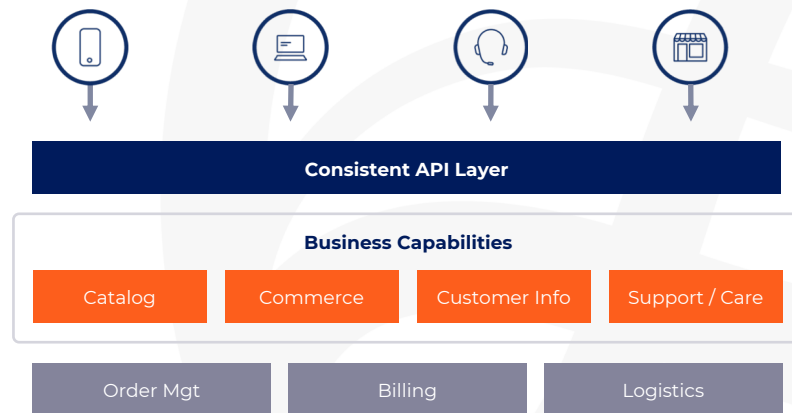 Consistent API Layer
Business Capabilities
Catalog
Commerce
Customer Info
Support / Care
Order Mgt
Billing
Logistics